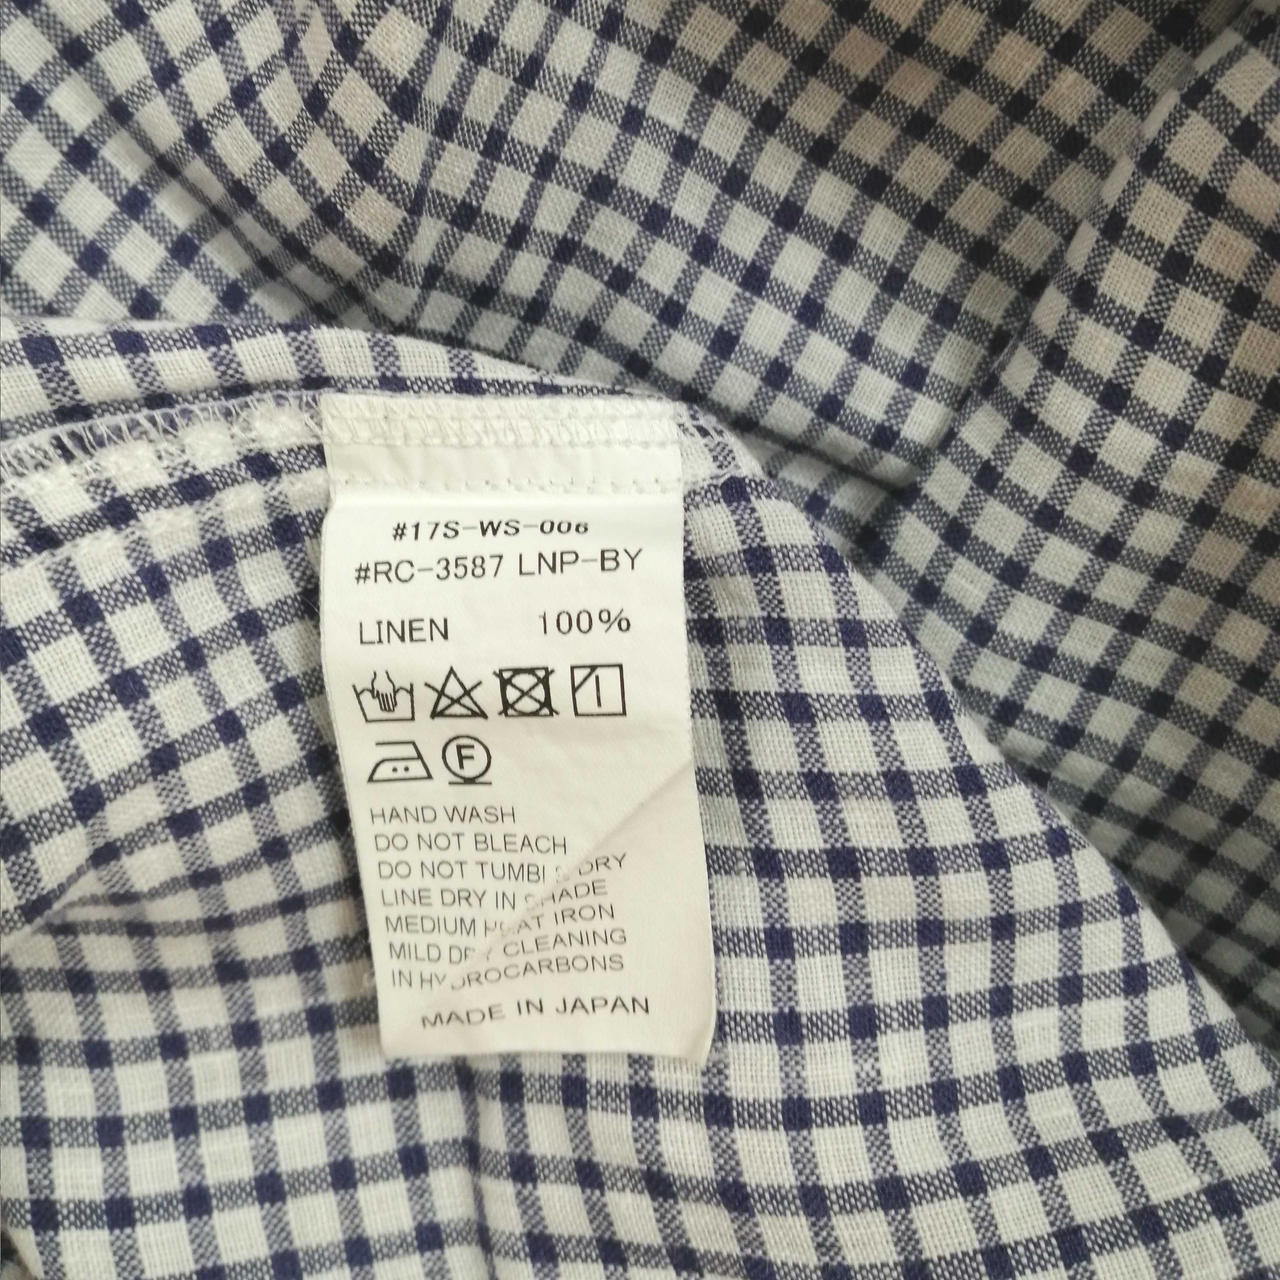 #17S-WS-006
#RC-3587 LNP-BY
LINEN 100%
F
HAND WASH
DO NOT BLEACH
DO NOT TUMBLE DRY
LINE DRY IN SHADE
MEDIUM HEAT IRON
MILD DRY CLEANING
IN HYDROCARBONS
MADE IN JAPAN